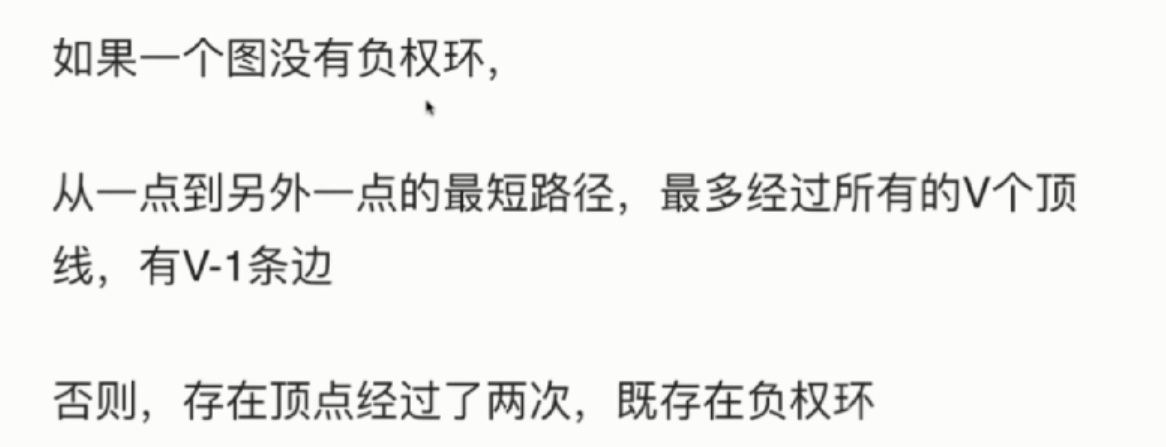 如果一个图没有负权环，
从一点到另外一点的最短路径，最多经过所有的V个顶
线，有V-1条边
否则，存在顶点经过了两次，既存在负权环